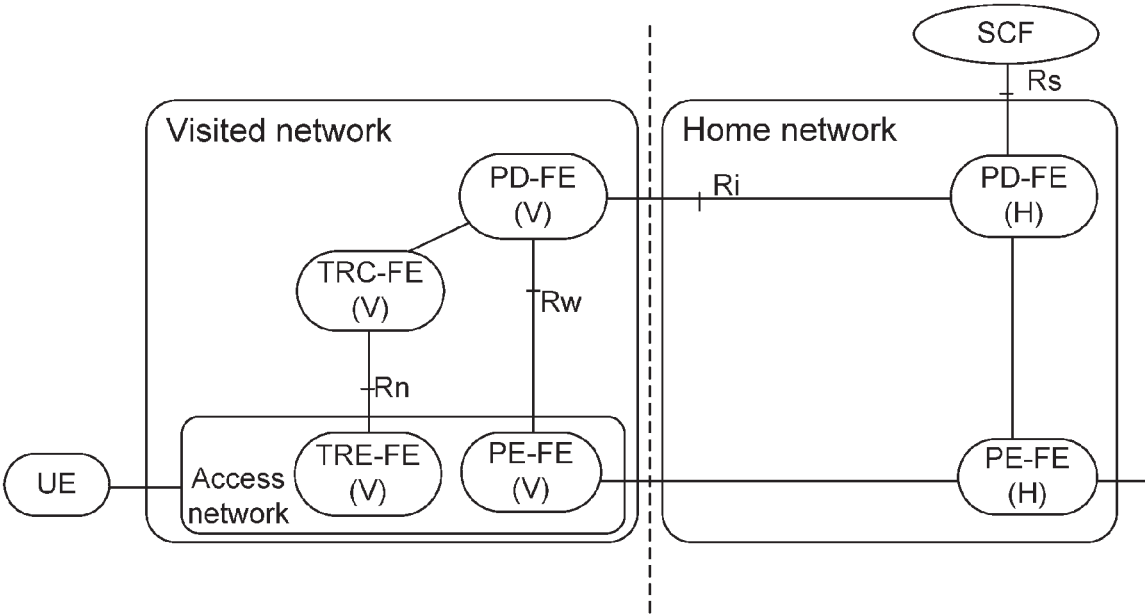 SCF
Rs
Visited network
Home network
PD-FE
(V)
Ri
PD-FE
(H)
TRC-FE
(V)
Rw
Rn
UE
Access
network
TRE-FE
(V)
PE-FE
(V)
PE-FE
(H)